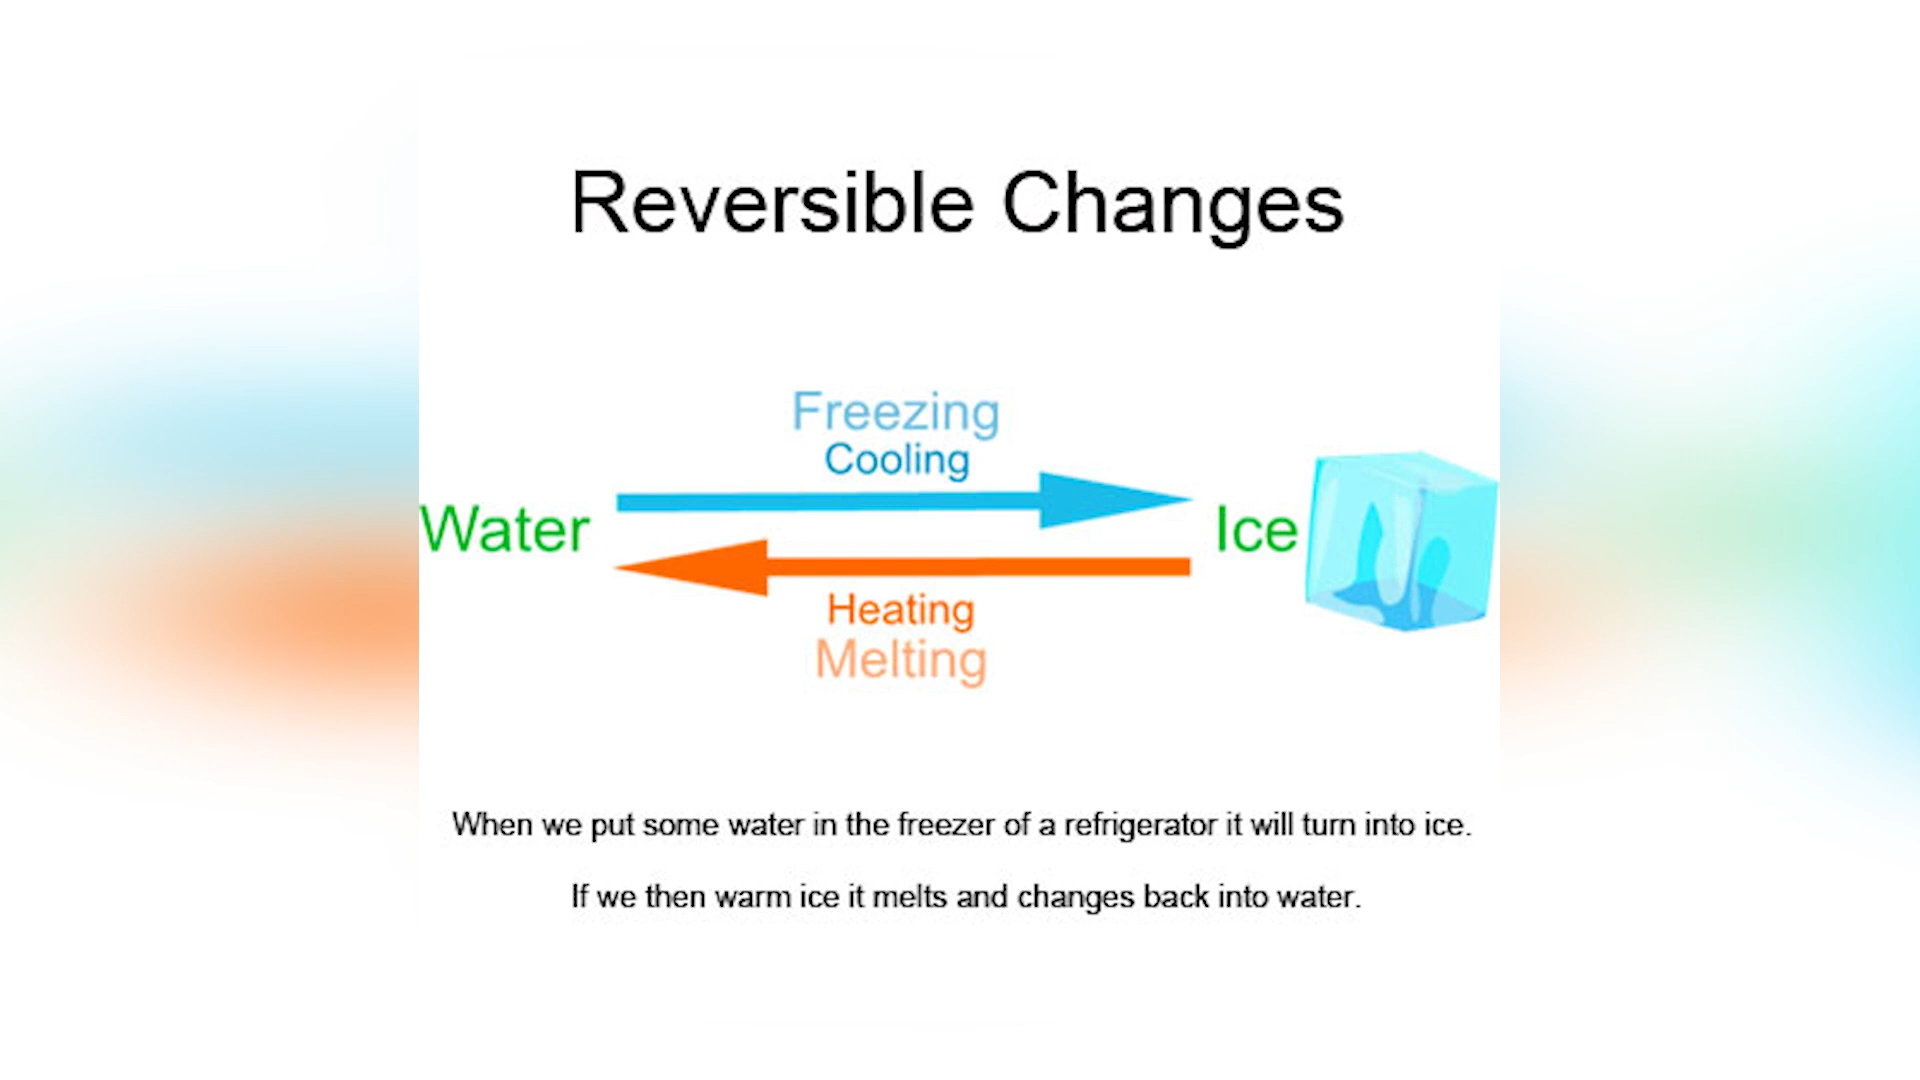 Reversible Changes
Freezing
Cooling
Water
Ice
Heating
Melting
When we put some water in the freezer of a refrigerator it will turn into ice.
If we then warm ice it melts and changes back into water.